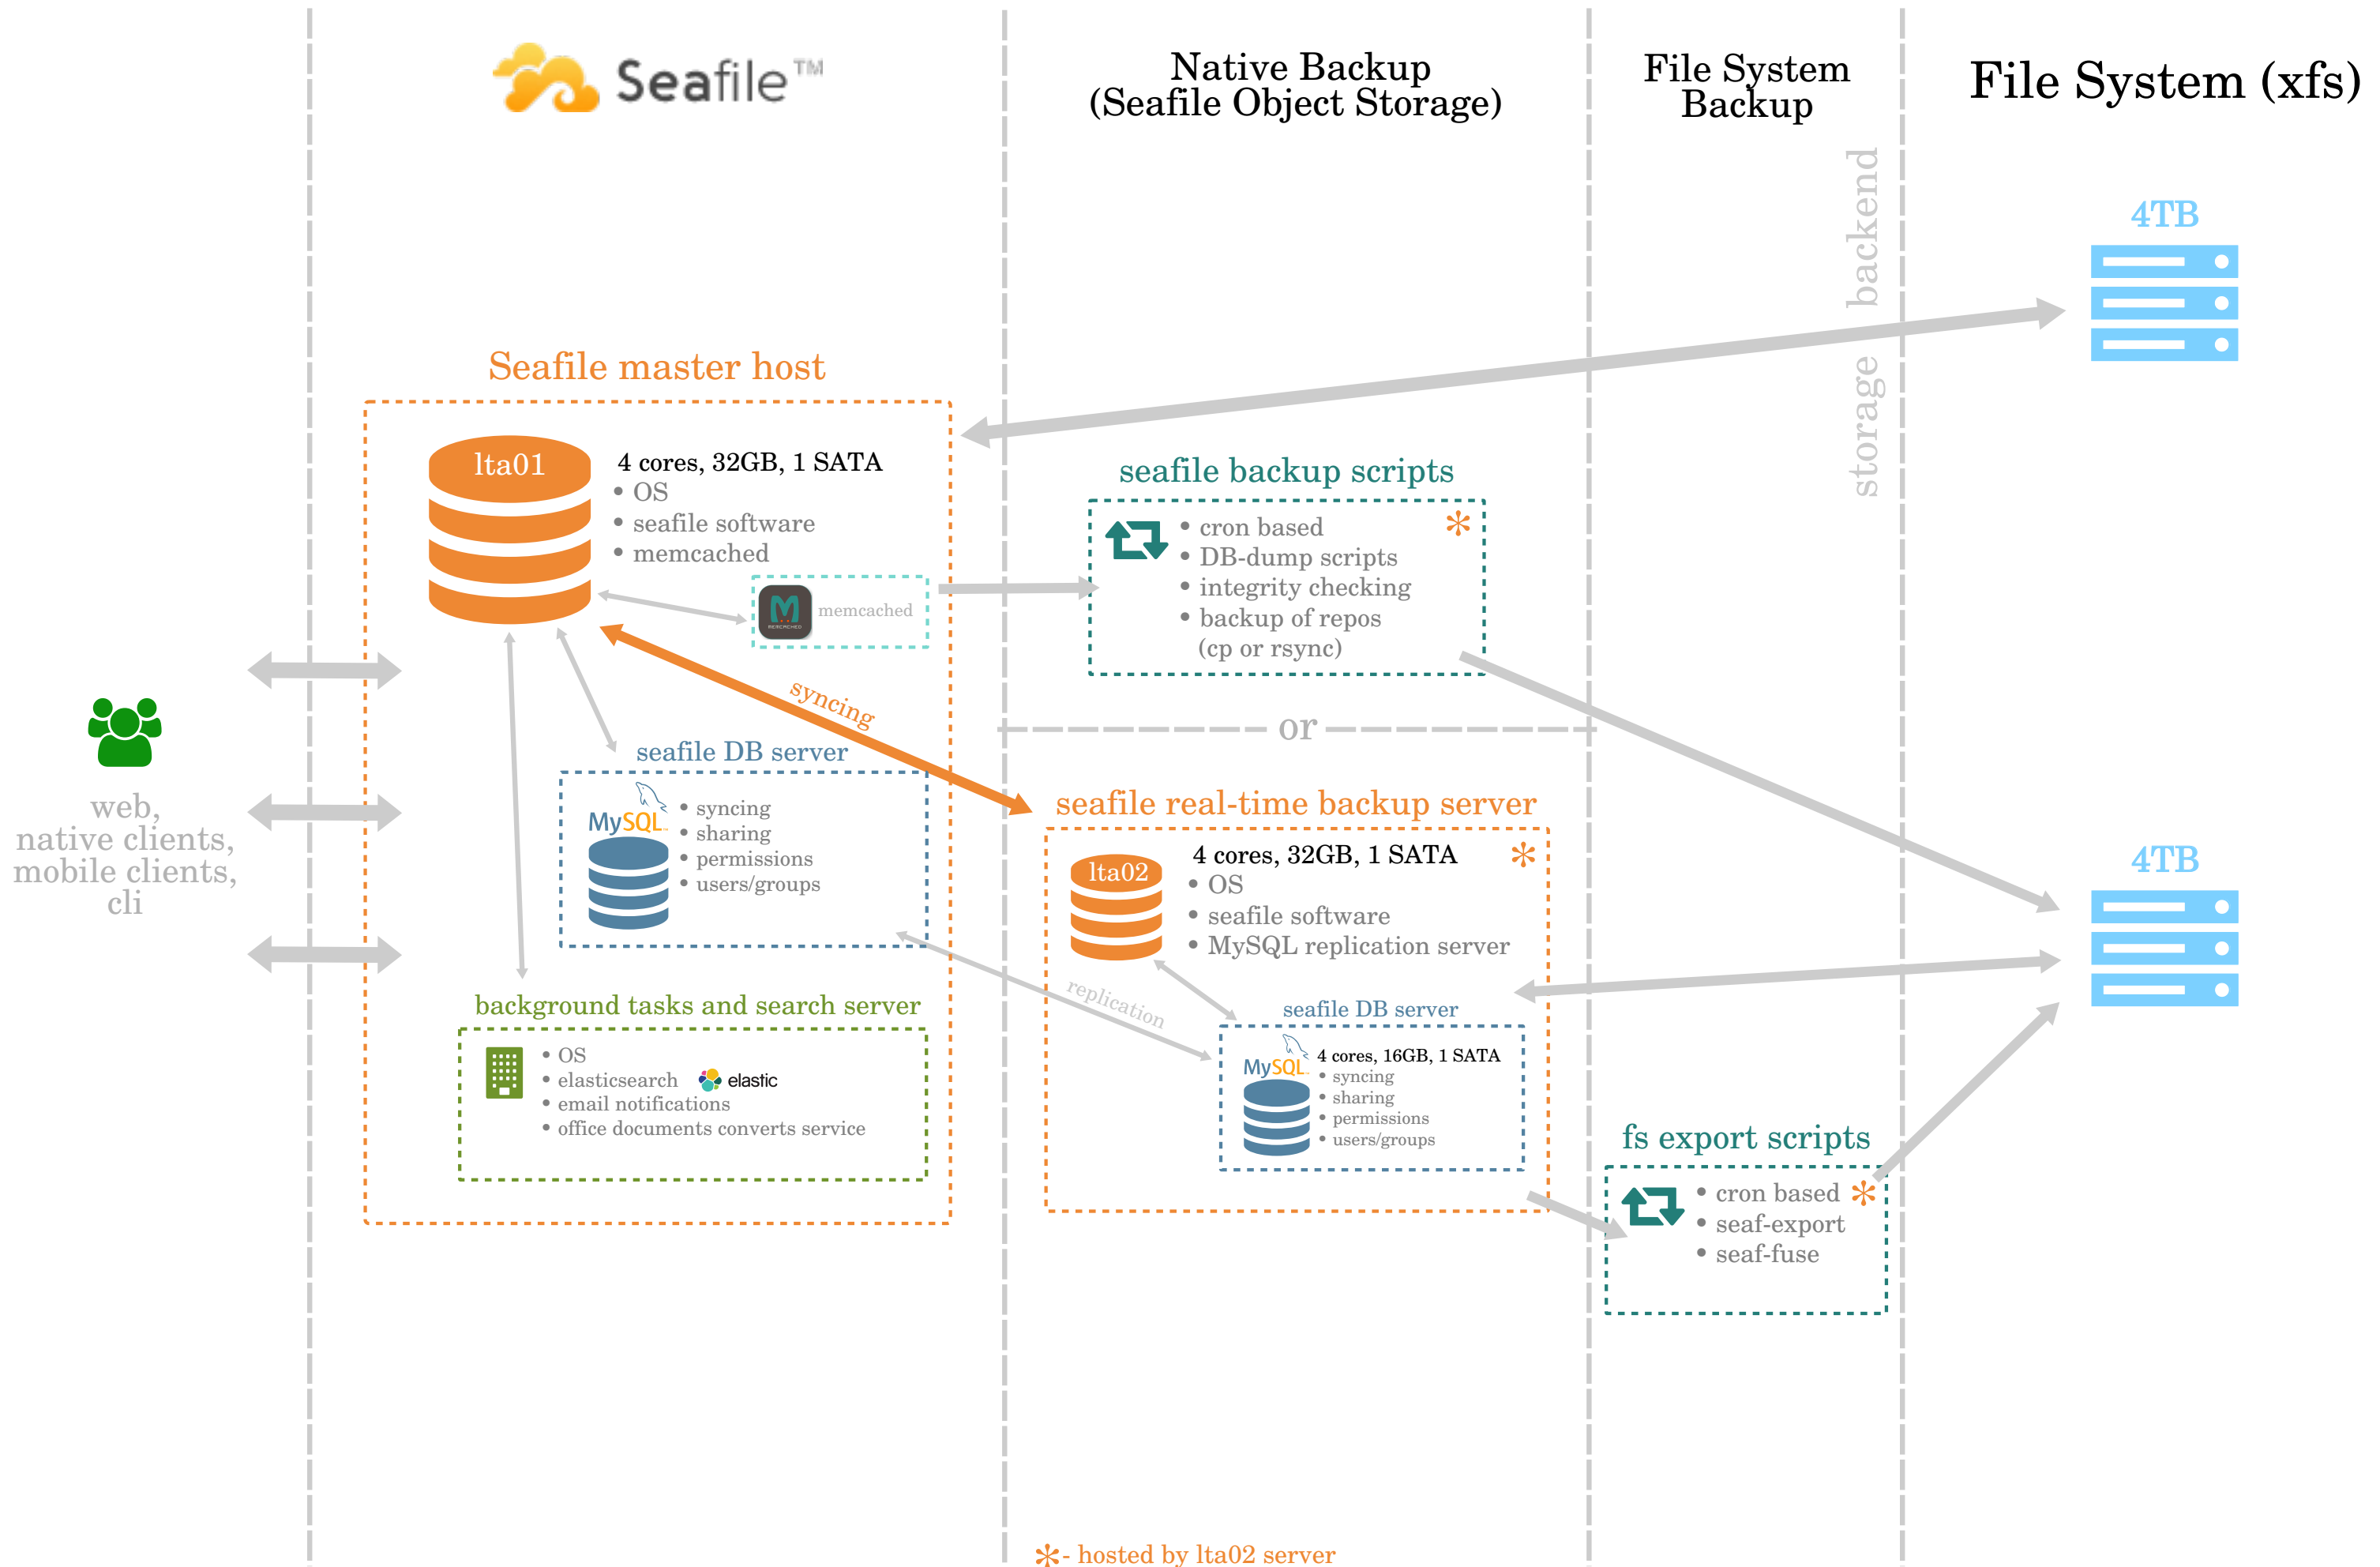 Seafile™
Native Backup
(Seafile Object Storage)
File System
Backup
File System (xfs)
storage backend
4TB
Seafile master host
lta01
4 cores, 32GB, 1 SATA
• OS
• seafile software
• memcached
MEMCACHED
memcached
seafile backup scripts
• cron based
• DB-dump scripts
• integrity checking
• backup of repos
(cp or rsync)
web,
native clients,
mobile clients,
cli
syncing
or
seafile DB server
MySQL
• syncing
• sharing
• permissions
• users/groups
seafile real-time backup server
lta02
4 cores, 32GB, 1 SATA
• OS
• seafile software
• MySQL replication server
4TB
replication
seafile DB server
MySQL
4 cores, 16GB, 1 SATA
• syncing
• sharing
• permissions
• users/groups
background tasks and search server
• OS
• elasticsearch
elastic
• email notifications
• office documents converts service
fs export scripts
• cron based
• seaf-export
• seaf-fuse
*- hosted by lta02 server